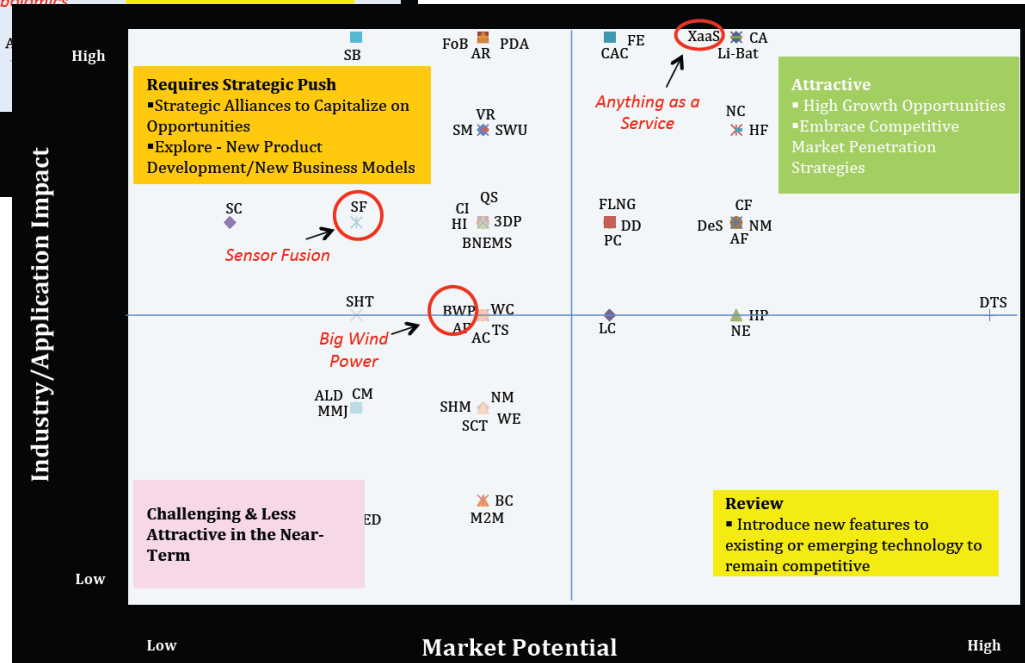 High
SB
FoB
PDA
AR
FE
CAC
XaaS
CA
Li-Bat
Requires Strategic Push
▪Strategic Alliances to Capitalize on
Opportunities
▪Explore - New Product
Development/New Business Models
Anything as a
Service
Attractive
▪ High Growth Opportunities
▪Embrace Competitive
Market Penetration
Strategies
VR
SM
SWU
NC
HF
SC
SF
Sensor Fusion
QS
CI
HI
3DP
BNEMS
FLNG
DD
PC
CF
DeS
NM
AF
Industry/Application Impact
SHT
BWP
WC
TS
AC
Big Wind
Power
LC
HP
NE
DTS
ALD
CM
MMJ
SHM
NM
SCT
WE
BC
M2M
ED
Challenging & Less
Attractive in the Near-
Term
Review
▪ Introduce new features to
existing or emerging technology to
remain competitive
Low
Low
Market Potential
High